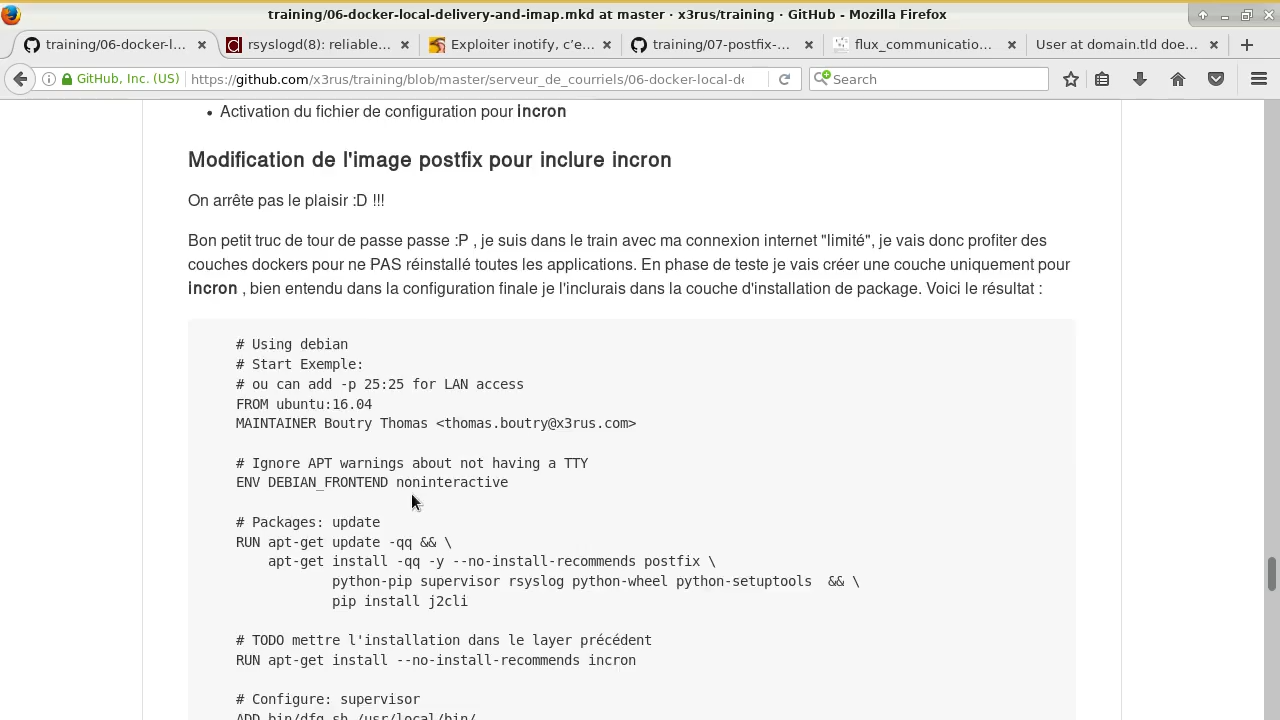 training/06-docker-local-delivery-and-imap.mkd at master · x3rus/training · GitHub - Mozilla Firefox
training/06-docker-l...
rsyslogd(8): reliable...
Exploiter inotify, c'e...
training/07-postfix-...
flux_communicatio...
User at domain.tld doe...
GitHub, Inc. (US)
https://github.com/x3rus/training/blob/master/serveur_de_courriels/06-docker-local-de
Search
• Activation du fichier de configuration pour incron
Modification de l'image postfix pour inclure incron
On arrête pas le plaisir :D !!!
Bon petit truc de tour de passe passe :P , je suis dans le train avec ma connexion internet "limité", je vais donc profiter des
couches dockers pour ne PAS réinstallé toutes les applications. En phase de teste je vais créer une couche uniquement pour
incron , bien entendu dans la configuration finale je l'inclurais dans la couche d'installation de package. Voici le résultat :
# Using debian
# Start Exemple:
# ou can add -p 25:25 for LAN access
FROM ubuntu:16.04
MAINTAINER Boutry Thomas <thomas.boutry@x3rus.com>
# Ignore APT warnings about not having a TTY
ENV DEBIAN_FRONTEND noninteractive
# Packages: update
RUN apt-get update -qq && \
apt-get install -qq -y --no-install-recommends postfix \
python-pip supervisor rsyslog python-wheel python-setuptools  && \
pip install j2cli
# TODO mettre l'installation dans le layer précédent
RUN apt-get install --no-install-recommends incron
# Configure: supervisor
ADD bin/dfg.sh /usr/local/bin/